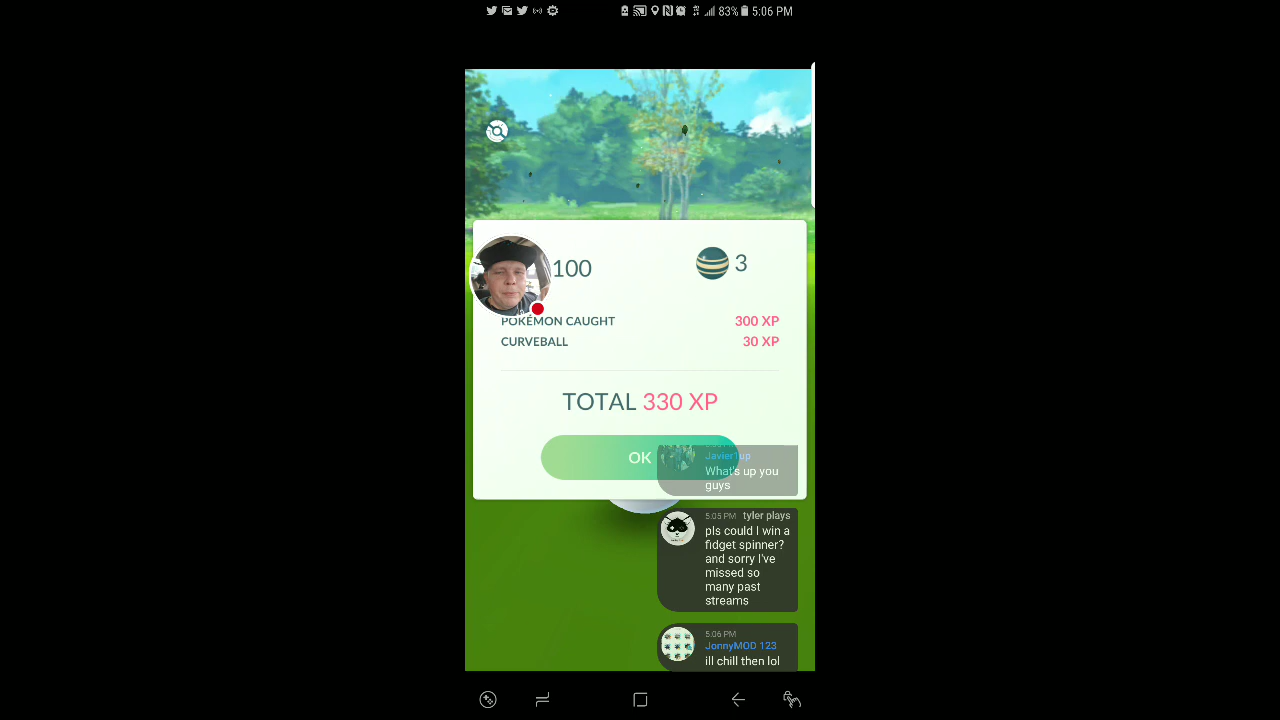 83% 5:06 PM
100
3
POKÉMON CAUGHT 300 XP
CURVEBALL 30 XP
TOTAL 330 XP
OK
Javier1up
What's up you
guys
5:05 PM tyler plays
pls could I win a
fidget spinner?
and sorry I've
missed so
many past
streams
5:06 PM
JonnyMOD 123
ill chill then lol